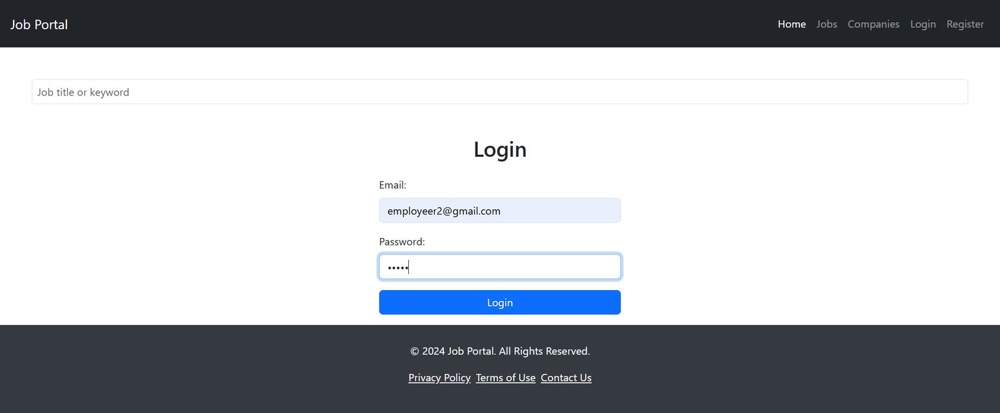 Job Portal Home Jobs Companies Login Register
Job title or keyword
Login
Email:
employeer2@gmail.com
Password:
•••••
Login
© 2024 Job Portal. All Rights Reserved.
Privacy Policy Terms of Use Contact Us